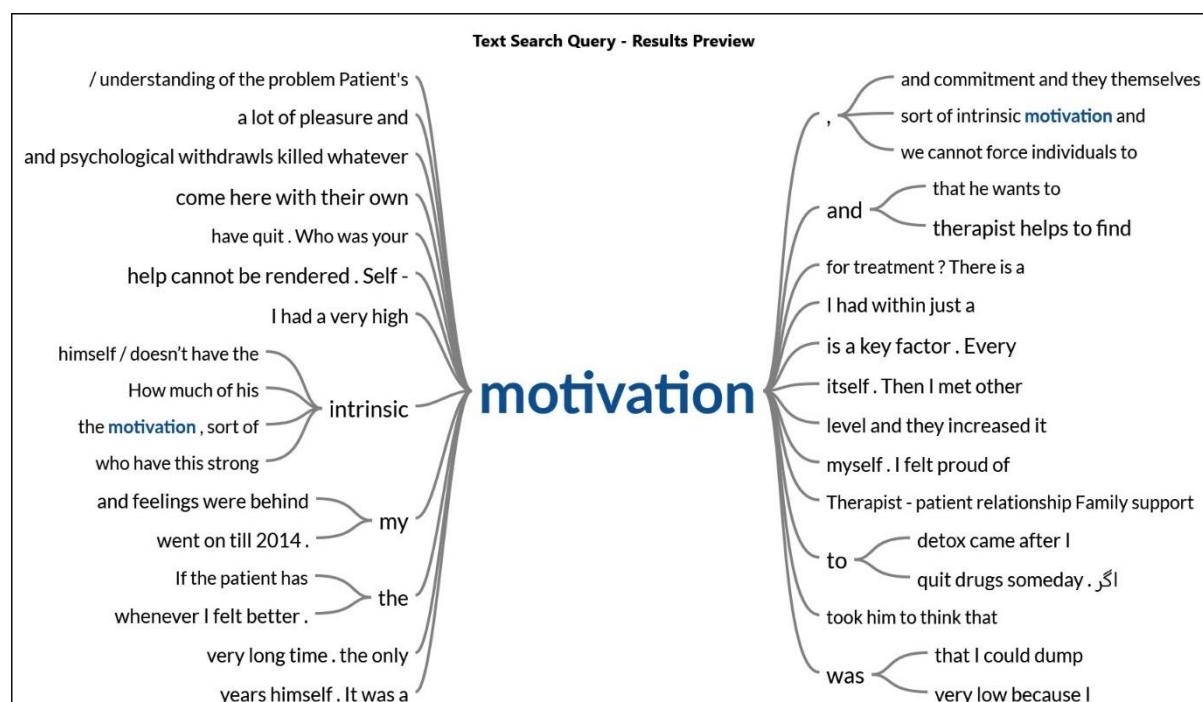 Text Search Query - Results Preview
/ understanding of the problem Patient's
a lot of pleasure and
and psychological withdrawls killed whatever
come here with their own
have quit . Who was your
help cannot be rendered . Self -
I had a very high
himself / doesn’t have the
How much of his
the motivation , sort of
who have this strong
intrinsic
and feelings were behind
went on till 2014 .
my
If the patient has
whenever I felt better .
the
very long time . the only
years himself . It was a
motivation
,
and commitment and they themselves
sort of intrinsic motivation and
we cannot force individuals to
and
that he wants to
therapist helps to find
for treatment ? There is a
I had within just a
is a key factor . Every
itself . Then I met other
level and they increased it
myself . I felt proud of
Therapist - patient relationship Family support
to
detox came after I
quit drugs someday . اگر
took him to think that
was
that I could dump
very low because I